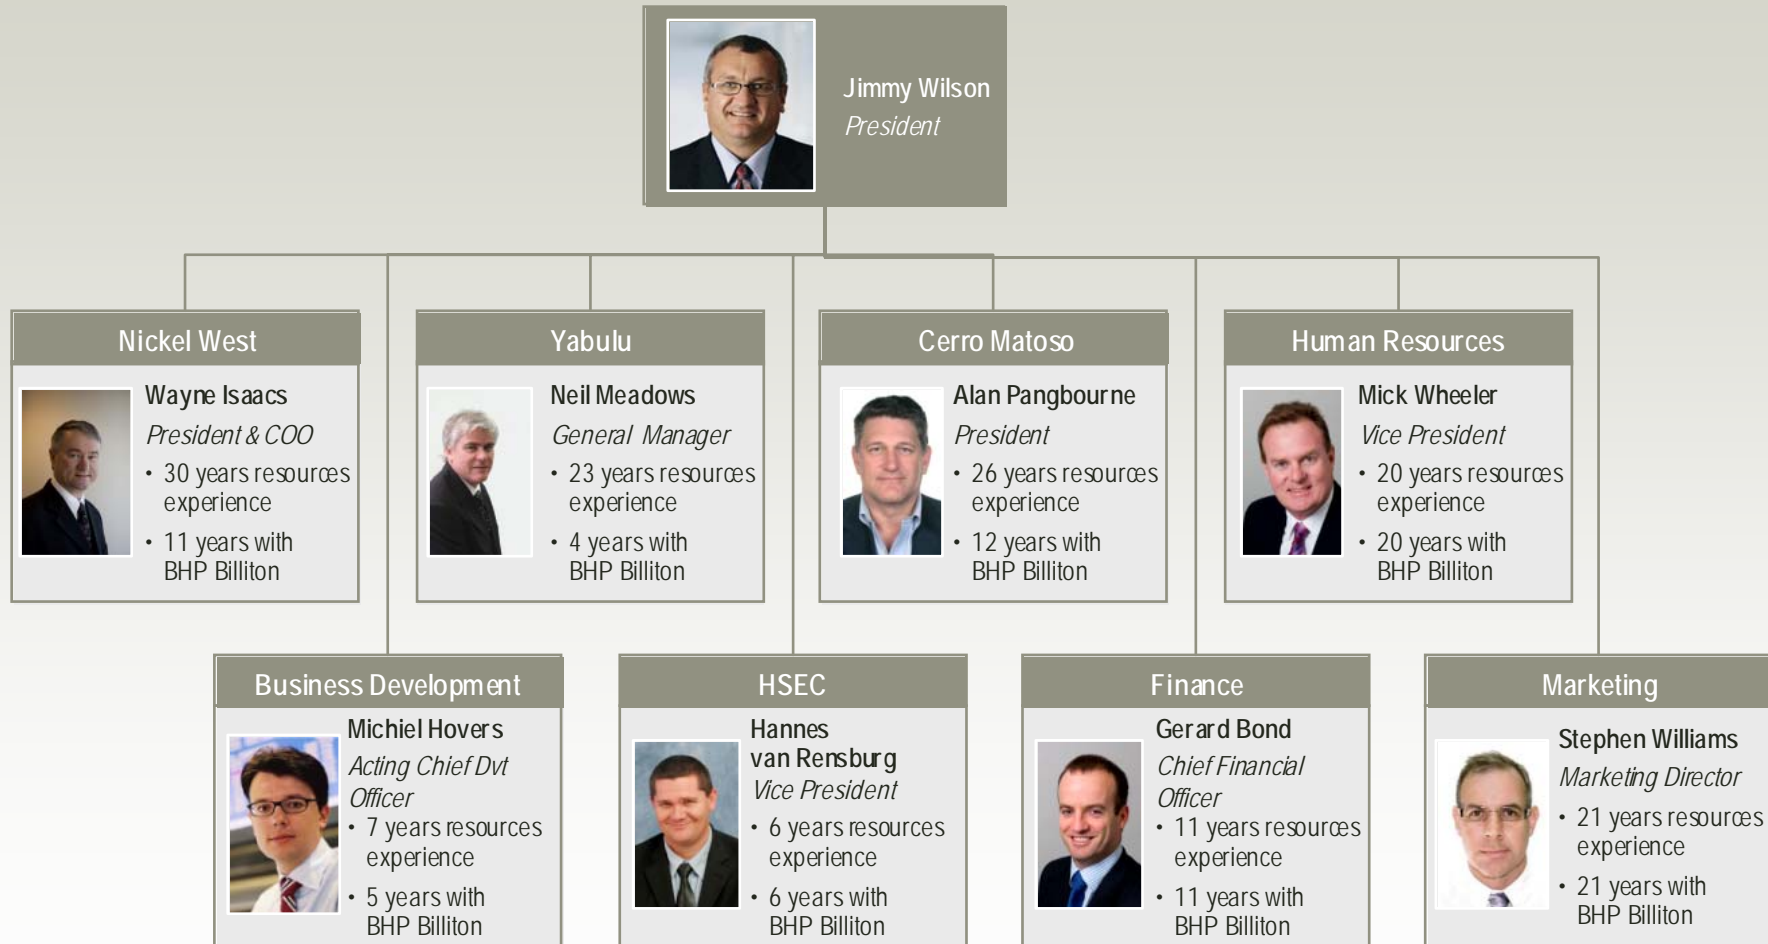 Jimmy Wilson
President
Nickel West
Wayne Isaacs
President & COO
• 30 years resources
experience
• 11 years with
BHP Billiton
Yabulu
Neil Meadows
General Manager
• 23 years resources
experience
• 4 years with
BHP Billiton
Cerro Matoso
Alan Pangbourne
President
• 26 years resources
experience
• 12 years with
BHP Billiton
Human Resources
Mick Wheeler
Vice President
• 20 years resources
experience
• 20 years with
BHP Billiton
Business Development
Michiel Hovers
Acting Chief Dvt
Officer
• 7 years resources
experience
• 5 years with
BHP Billiton
HSEC
Hannes
van Rensburg
Vice President
• 6 years resources
experience
• 6 years with
BHP Billiton
Finance
Gerard Bond
Chief Financial
Officer
• 11 years resources
experience
• 11 years with
BHP Billiton
Marketing
Stephen Williams
Marketing Director
• 21 years resources
experience
• 21 years with
BHP Billiton